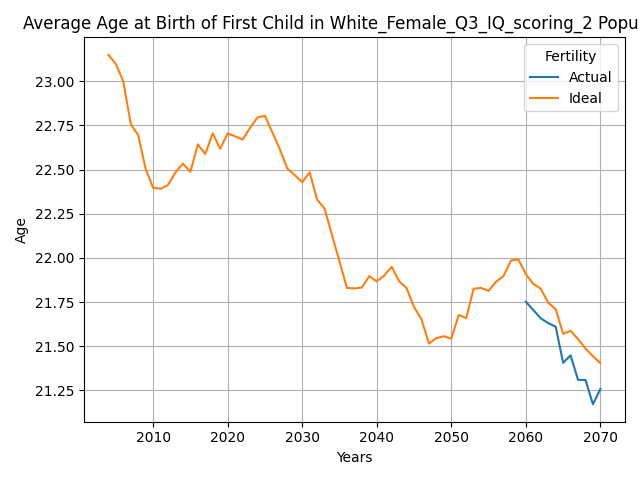 Average Age at Birth of First Child in White_Female_Q3_IQ_scoring_2 Popu
Fertility
Actual
Ideal
23.00
22.75
22.50
22.25
22.00
21.75
21.50
21.25
Age
2010 2020 2030 2040 2050 2060 2070
Years